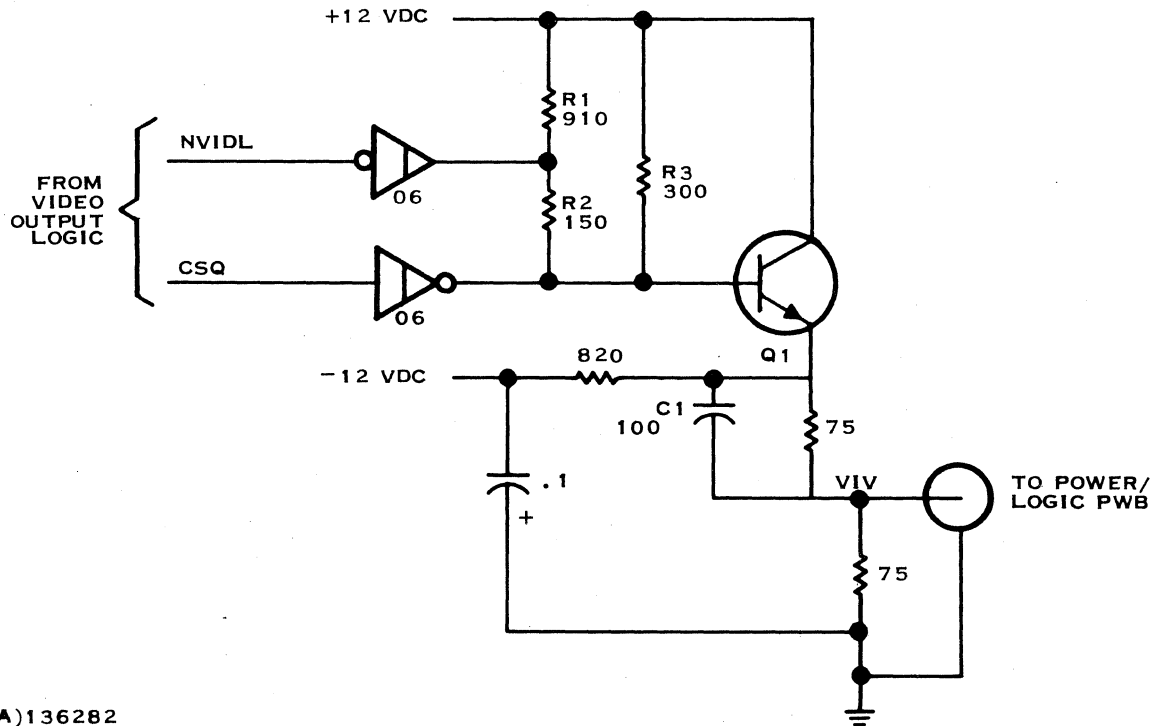 +12 VDC
R1
910
NVIDL
06
R3
300
FROM
VIDEO
OUTPUT
LOGIC
R2
150
CSQ
06
Q1
820
-12 VDC
C1
100
75
.1
+
VIV
TO POWER/
LOGIC PWB
75
A)136282